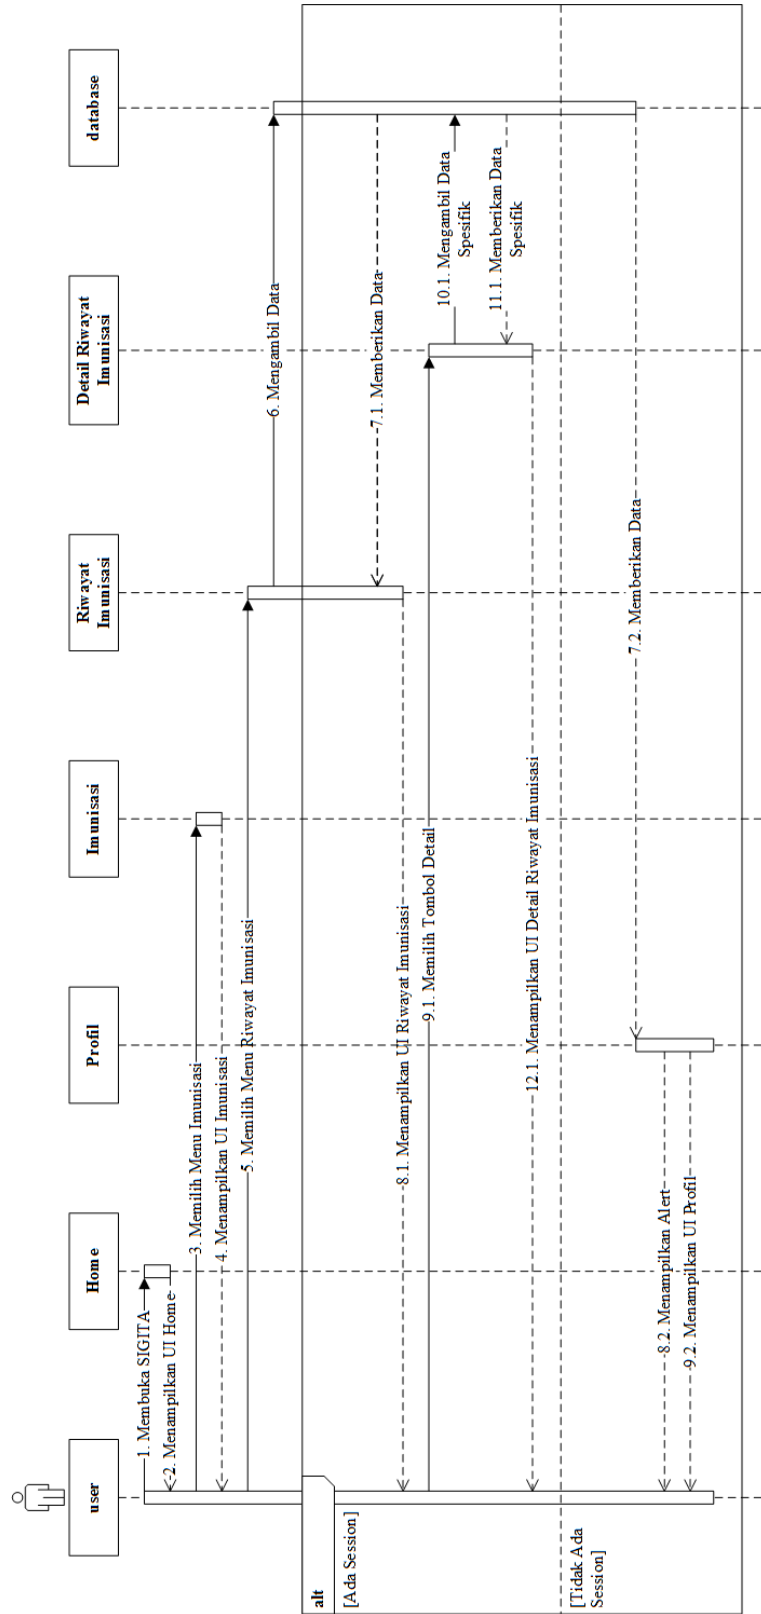 user
Home
Profil
Imunisasi
Riwayat
Imunisasi
Detail Riwayat
Imunisasi
database
1. Membuka SIGITA
2. Menampilkan UI Home
3. Memilih Menu Imunisasi
4. Menampilkan UI Imunisasi
5. Memilih Menu Riwayat Imunisasi
6. Mengambil Data
alt
[Ada Session]
7.1. Memberikan Data
8.1. Menampilkan UI Riwayat Imunisasi
9.1. Memilih Tombol Detail
10.1. Mengambil Data
Spesifik
11.1. Memberikan Data
Spesifik
12.1. Menampilkan UI Detail Riwayat Imunisasi
[Tidak Ada
Session]
7.2. Memberikan Data
8.2. Menampilkan Alert
9.2. Menampilkan UI Profil